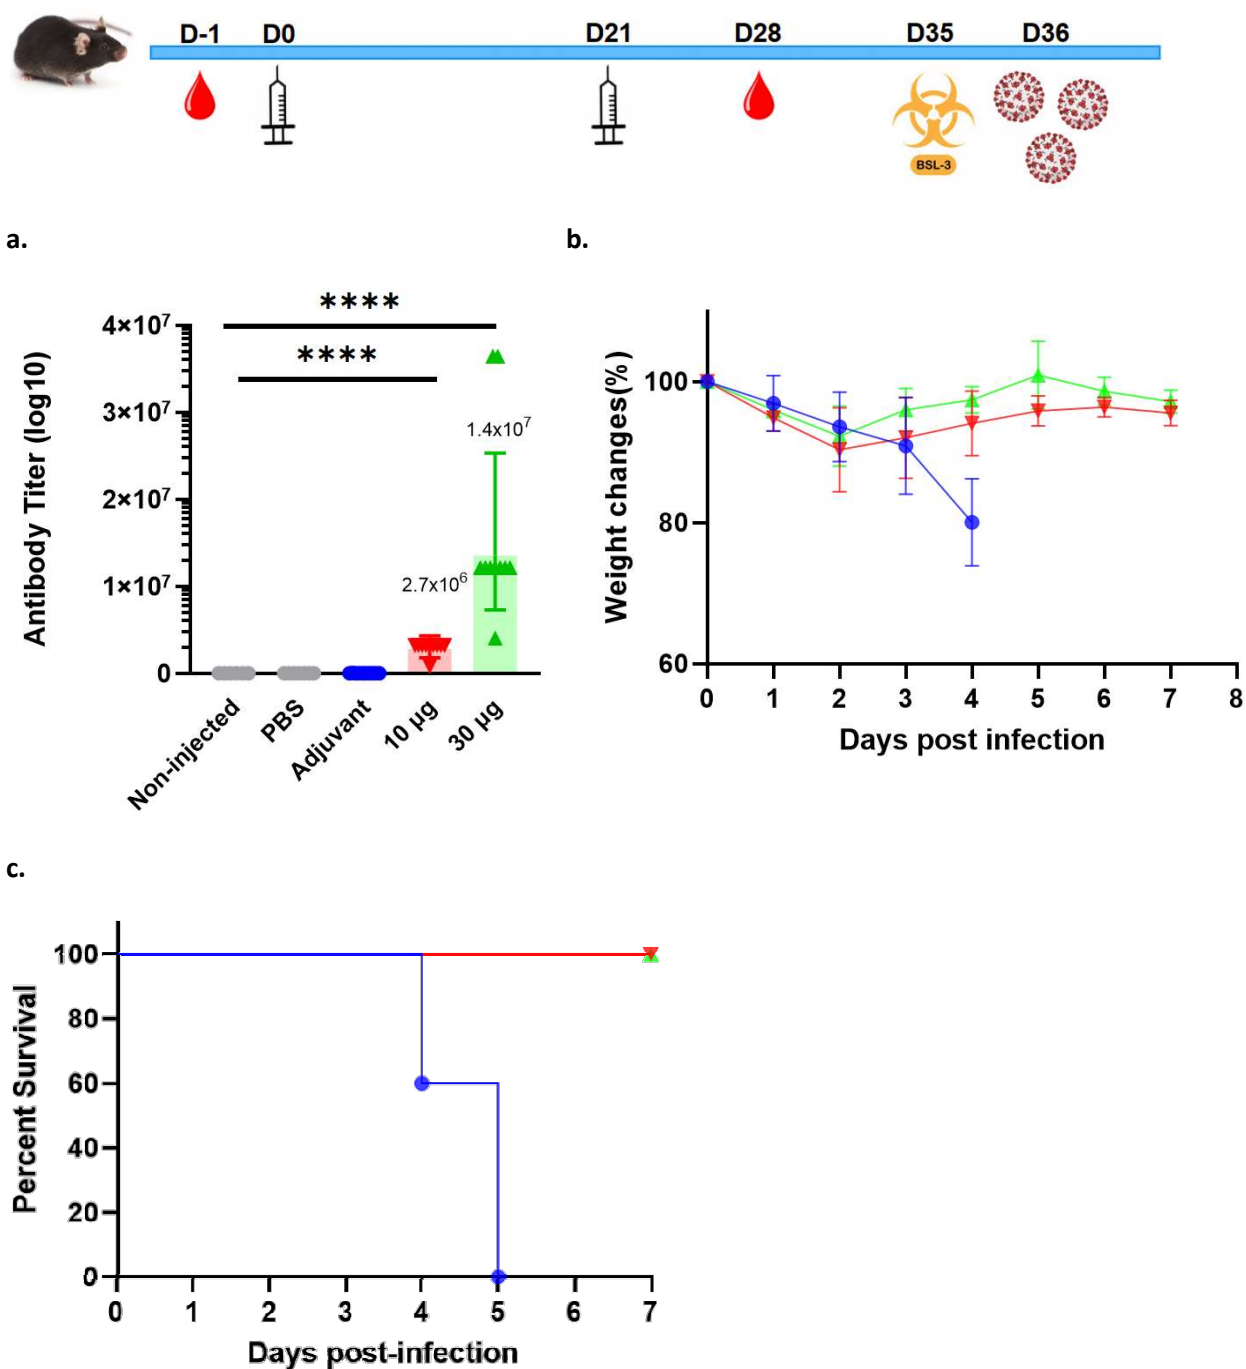 D-1 D0 D21 D28 D35 D36
BSL-3
a.
b.
****
****
4×10⁷
3×10⁷
2×10⁷
1×10⁷
0
Antibody Titer (log10)
1.4x10⁷
2.7x10⁶
Non-injected
PBS
Adjuvant
10 µg
30 µg
Weight changes(%)
100
80
60
0 1 2 3 4 5 6 7 8
Days post infection
c.
Percent Survival
100
80
60
40
20
0
0 1 2 3 4 5 6 7
Days post-infection